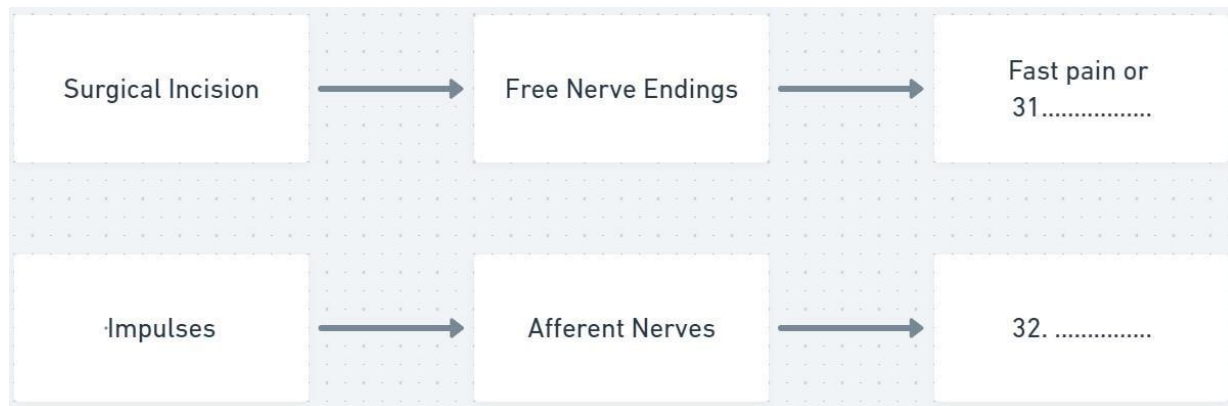 Surgical Incision
Free Nerve Endings
Fast pain or
31.................
Impulses
Afferent Nerves
32. ...............